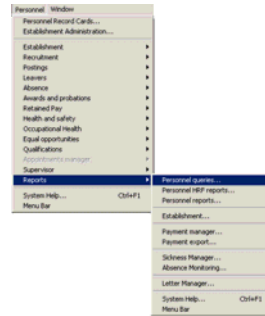 Personnel Window
Personnel Record Cards...
Establishment Administration...
Establishment
Recruitment
Postings
Leavers
Absence
Awards and probations
Retained Pay
Health and safety
Occupational Health
Equal opportunities
Qualifications
Appointments manager
Supervisor
Reports
System Help... Ctrl+F1
Menu Bar
Personnel queries...
Personnel HRF reports...
Personnel reports...
Establishment...
Payment manager...
Payment export...
Sickness Manager...
Absence Monitoring...
Letter Manager...
System Help... Ctrl+F1
Menu Bar